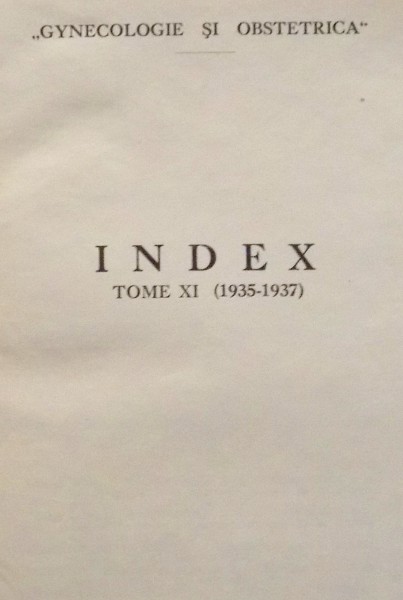 „GYNECOLOGIE ŞI OBSTETRICA“
INDEX
TOME XI (1935-1937)